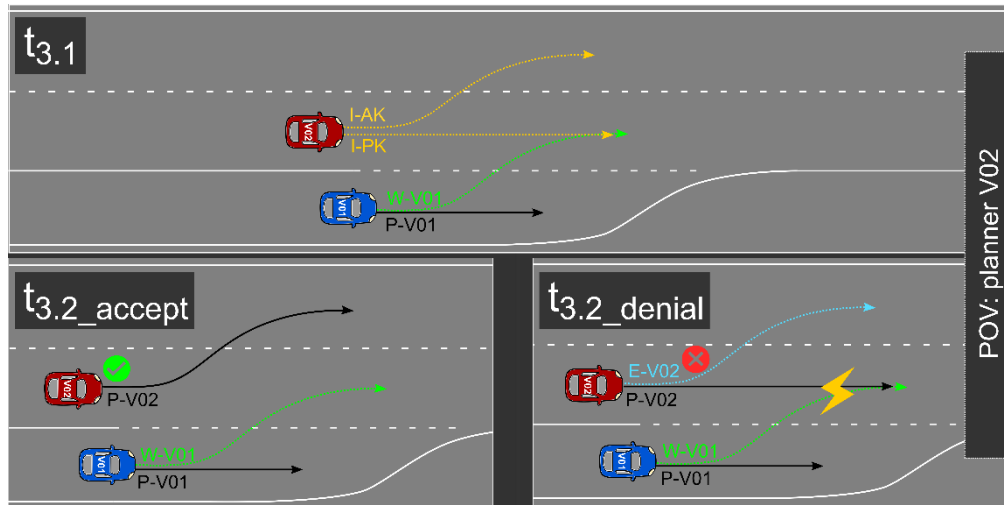 t3.1
I-AK
V02
I-PK
W-V01
V01
P-V01
POV: planner V02
t3.2_accept
V02
P-V02
W-V01
V01
P-V01
t3.2_denial
E-V02
V02
P-V02
W-V01
V01
P-V01